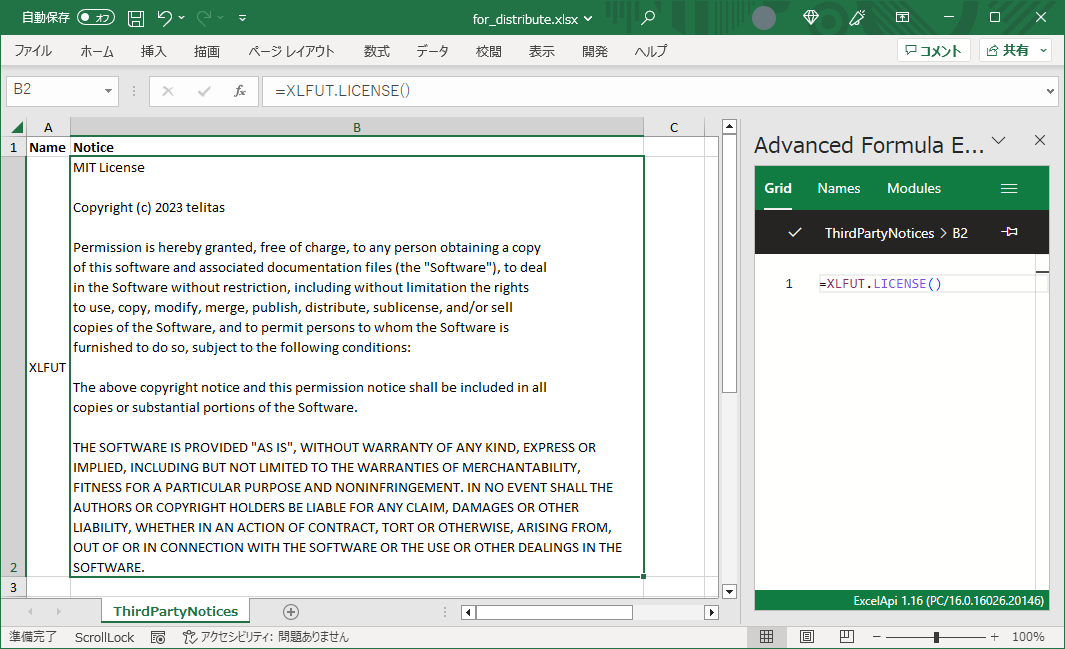 自動保存 オフ for_distribute.xlsx
ファイル ホーム 挿入 描画 ページ レイアウト 数式 データ 校閲 表示 開発 ヘルプ コメント 共有
B2 fx =XLFUT.LICENSE()
A B C
1 Name Notice
MIT License
Copyright (c) 2023 telitas
Permission is hereby granted, free of charge, to any person obtaining a copy
of this software and associated documentation files (the "Software"), to deal
in the Software without restriction, including without limitation the rights
to use, copy, modify, merge, publish, distribute, sublicense, and/or sell
copies of the Software, and to permit persons to whom the Software is
furnished to do so, subject to the following conditions:
XLFUT
The above copyright notice and this permission notice shall be included in all
copies or substantial portions of the Software.
THE SOFTWARE IS PROVIDED "AS IS", WITHOUT WARRANTY OF ANY KIND, EXPRESS OR
IMPLIED, INCLUDING BUT NOT LIMITED TO THE WARRANTIES OF MERCHANTABILITY,
FITNESS FOR A PARTICULAR PURPOSE AND NONINFRINGEMENT. IN NO EVENT SHALL THE
AUTHORS OR COPYRIGHT HOLDERS BE LIABLE FOR ANY CLAIM, DAMAGES OR OTHER
LIABILITY, WHETHER IN AN ACTION OF CONTRACT, TORT OR OTHERWISE, ARISING FROM,
OUT OF OR IN CONNECTION WITH THE SOFTWARE OR THE USE OR OTHER DEALINGS IN THE
2 SOFTWARE.
3
Advanced Formula E...
Grid Names Modules
ThirdPartyNotices > B2
1 =XLFUT.LICENSE()
ExcelApi 1.16 (PC/16.0.16026.20146)
ThirdPartyNotices
準備完了 ScrollLock アクセシビリティ: 問題ありません 100%